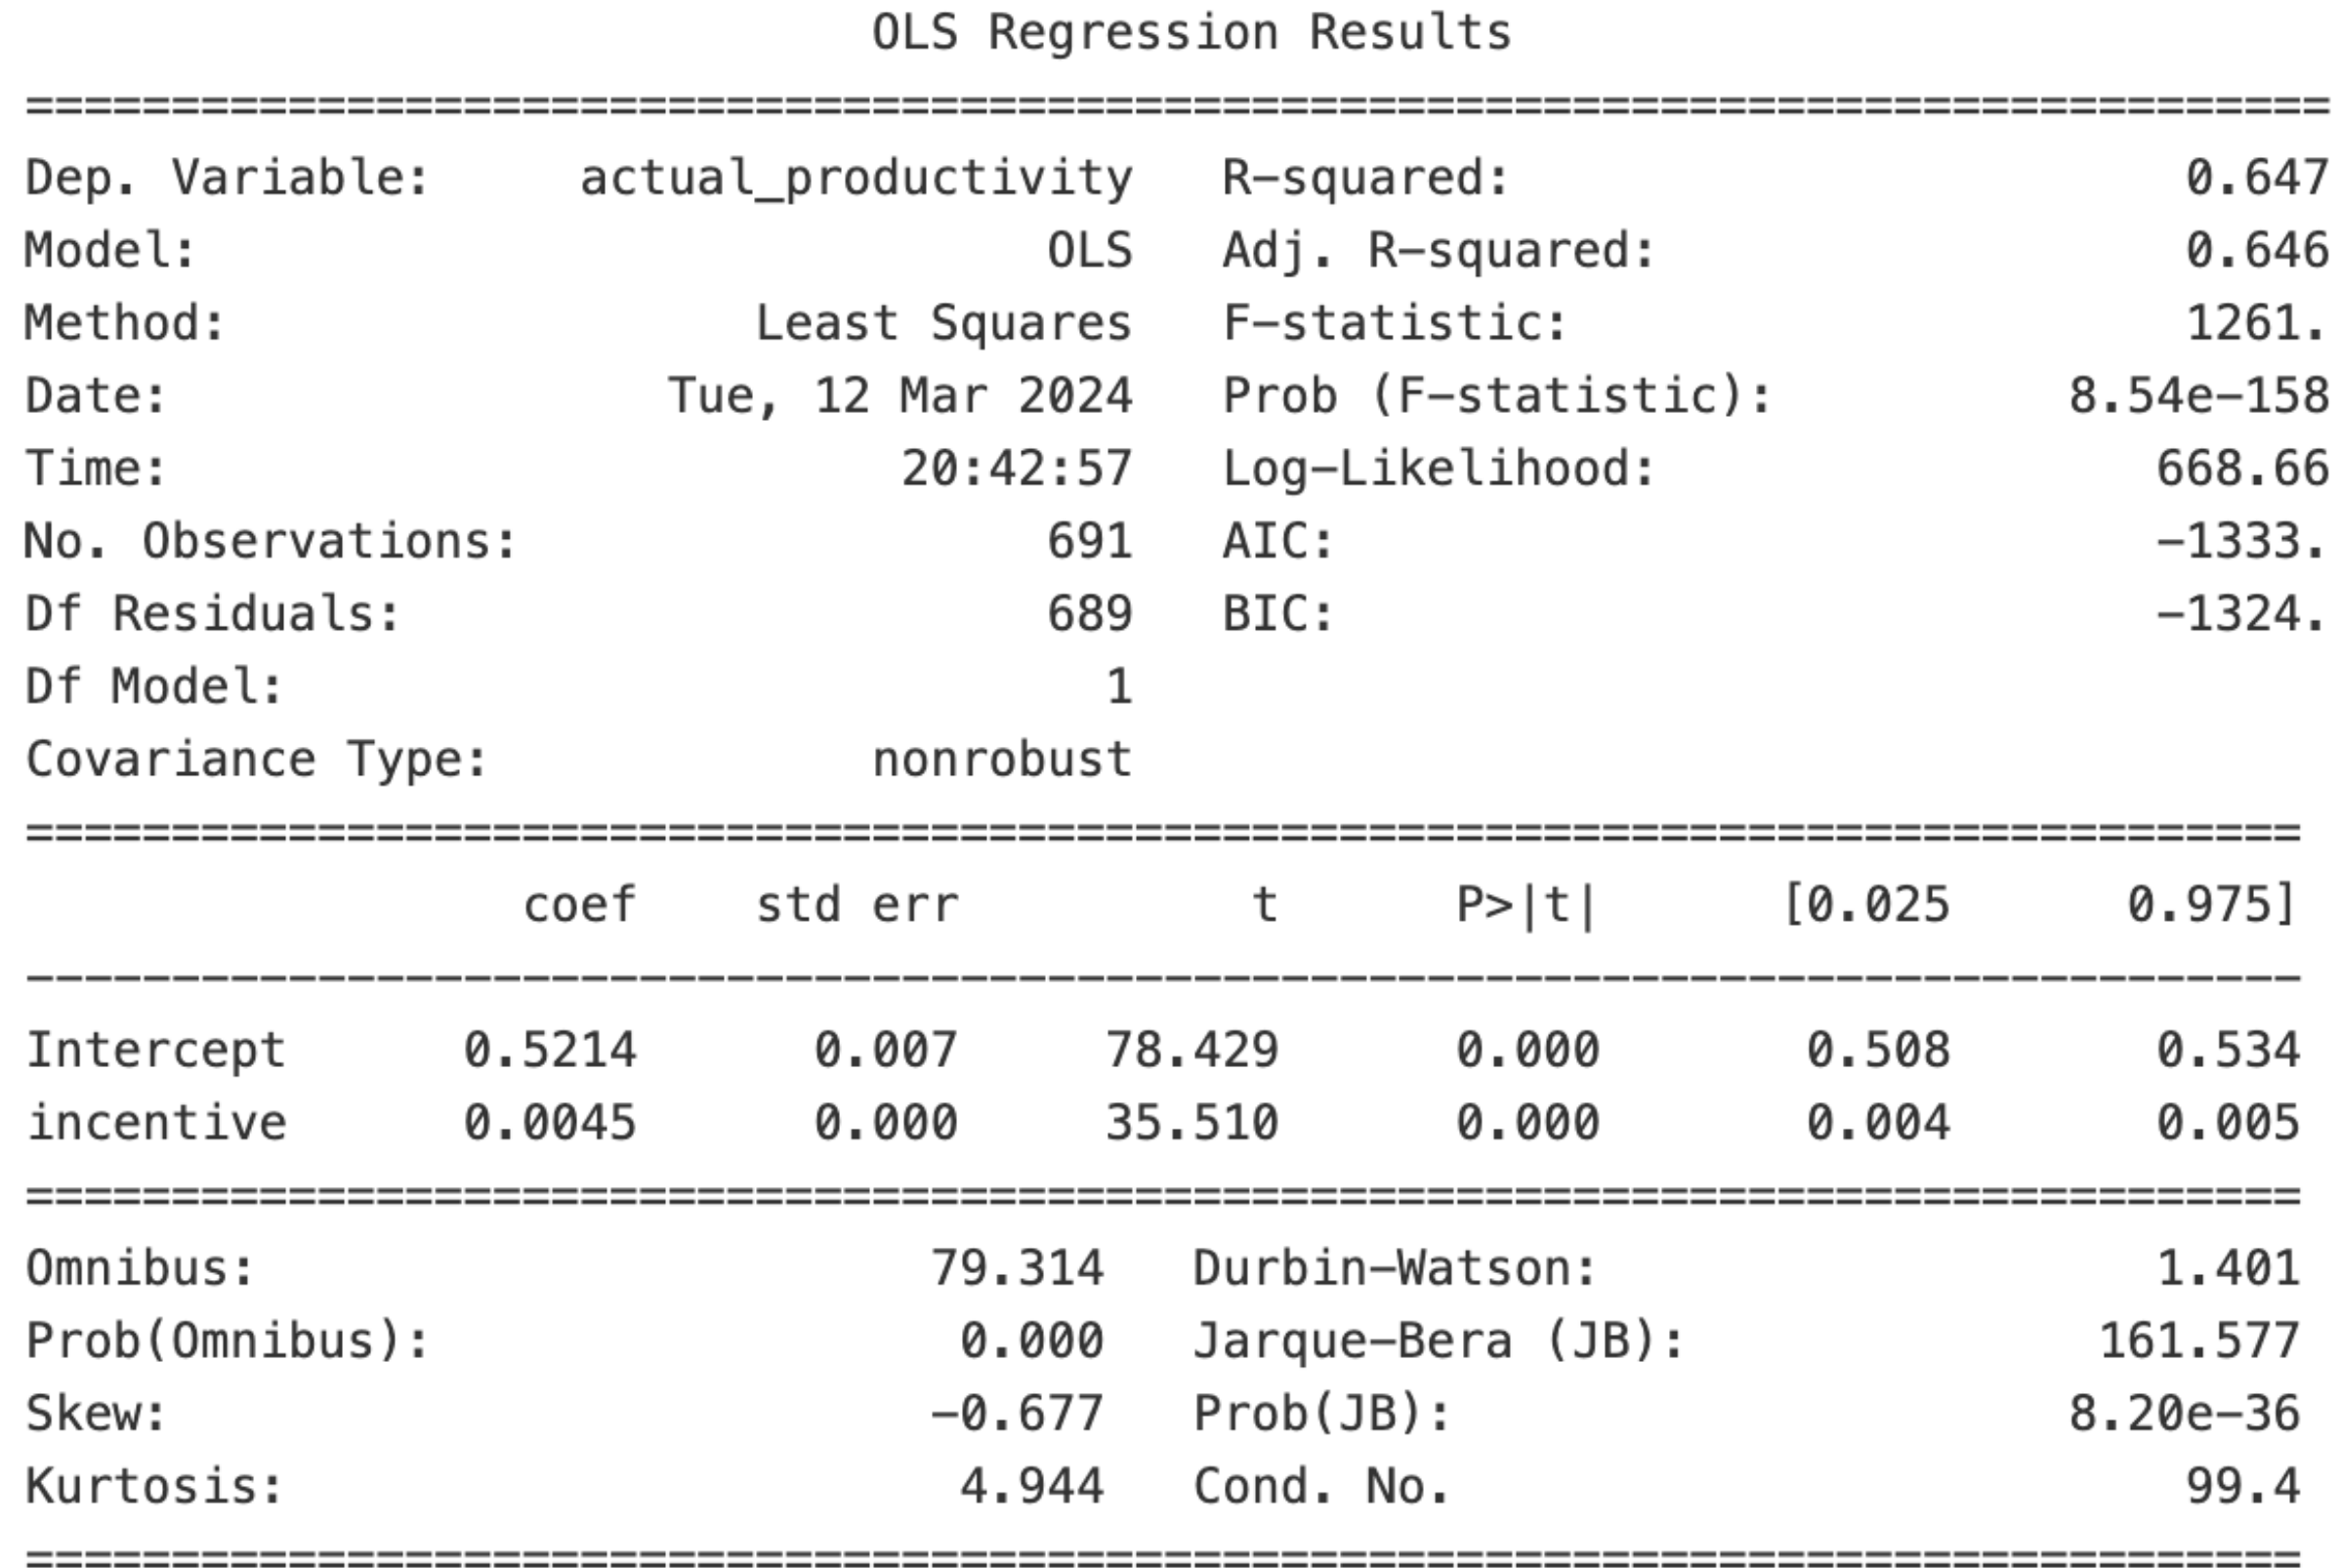 OLS Regression Results
==============================================================================
Dep. Variable:     actual_productivity   R-squared:                       0.647
Model:                             OLS   Adj. R-squared:                  0.646
Method:                  Least Squares   F-statistic:                     1261.
Date:                 Tue, 12 Mar 2024   Prob (F-statistic):          8.54e-158
Time:                         20:42:57   Log-Likelihood:                 668.66
No. Observations:                  691   AIC:                            -1333.
Df Residuals:                      689   BIC:                            -1324.
Df Model:                            1
Covariance Type:             nonrobust
==============================================================================
                 coef    std err          t      P>|t|      [0.025      0.975]
------------------------------------------------------------------------------
Intercept      0.5214      0.007     78.429      0.000       0.508       0.534
incentive      0.0045      0.000     35.510      0.000       0.004       0.005
==============================================================================
Omnibus:                       79.314   Durbin-Watson:                   1.401
Prob(Omnibus):                  0.000   Jarque-Bera (JB):              161.577
Skew:                          -0.677   Prob(JB):                     8.20e-36
Kurtosis:                       4.944   Cond. No.                         99.4
==============================================================================